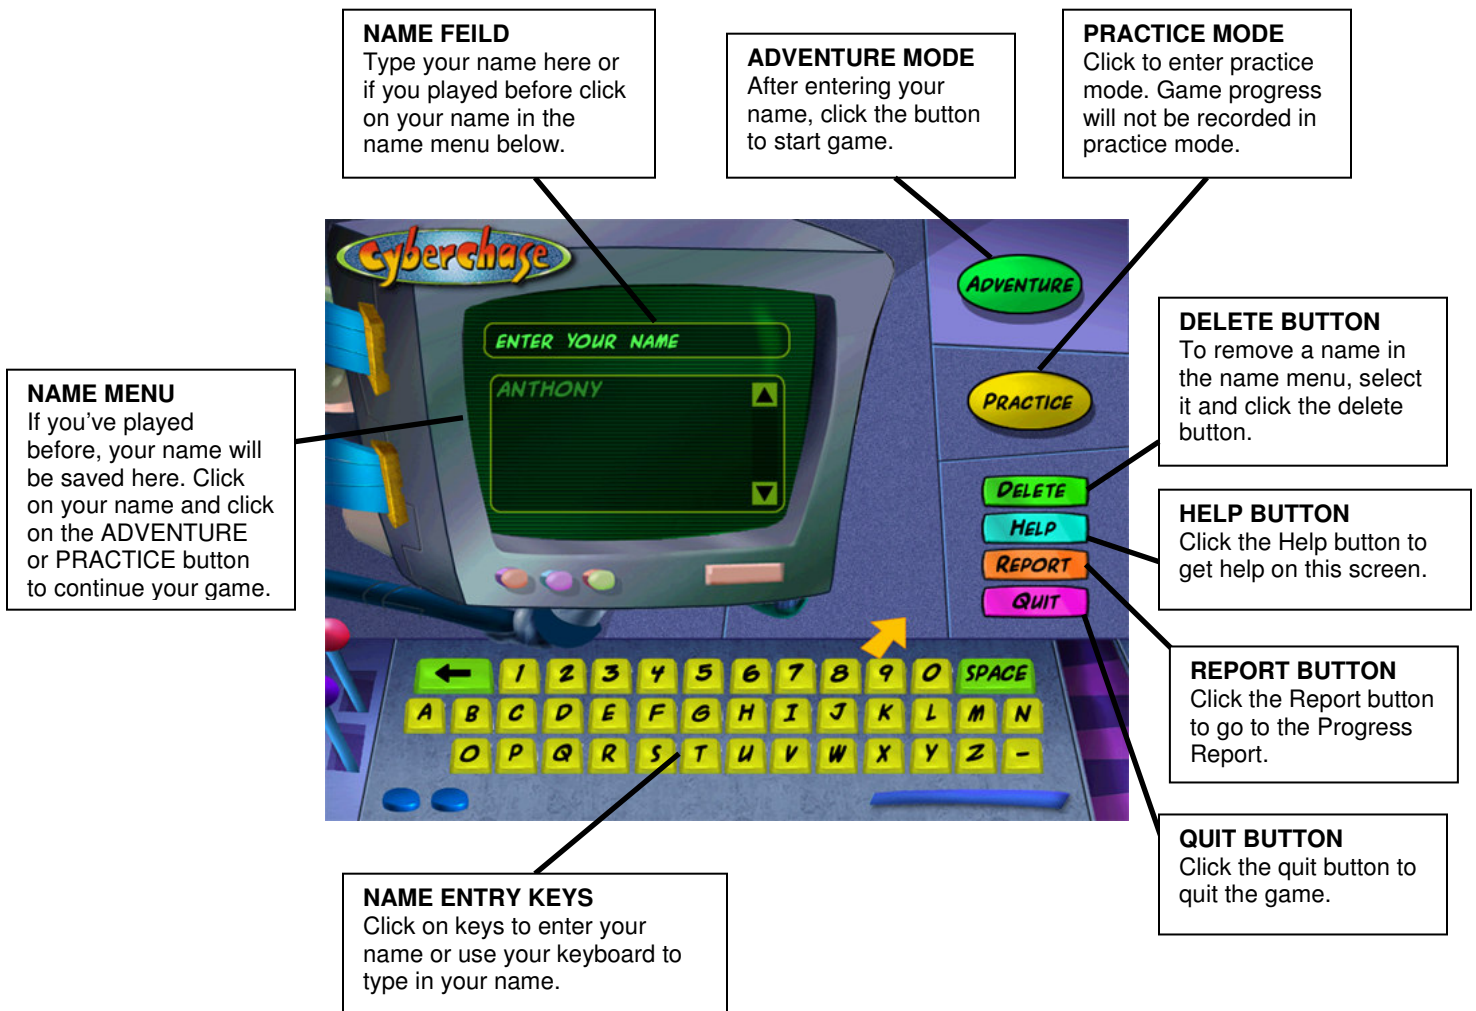 NAME FEILD
Type your name here or
if you played before click
on your name in the
name menu below.
ADVENTURE MODE
After entering your
name, click the button
to start game.
PRACTICE MODE
Click to enter practice
mode. Game progress
will not be recorded in
practice mode.
NAME MENU
If you've played
before, your name will
be saved here. Click
on your name and click
on the ADVENTURE
or PRACTICE button
to continue your game.
Cyberchase
ENTER YOUR NAME
ANTHONY
ADVENTURE
PRACTICE
DELETE
HELP
REPORT
QUIT
1 2 3 4 5 6 7 8 9 0 SPACE
A B C D E F G H I J K L M N
O P Q R S T U V W X Y Z -
DELETE BUTTON
To remove a name in
the name menu, select
it and click the delete
button.
HELP BUTTON
Click the Help button to
get help on this screen.
REPORT BUTTON
Click the Report button
to go to the Progress
Report.
QUIT BUTTON
Click the quit button to
quit the game.
NAME ENTRY KEYS
Click on keys to enter your
name or use your keyboard to
type in your name.